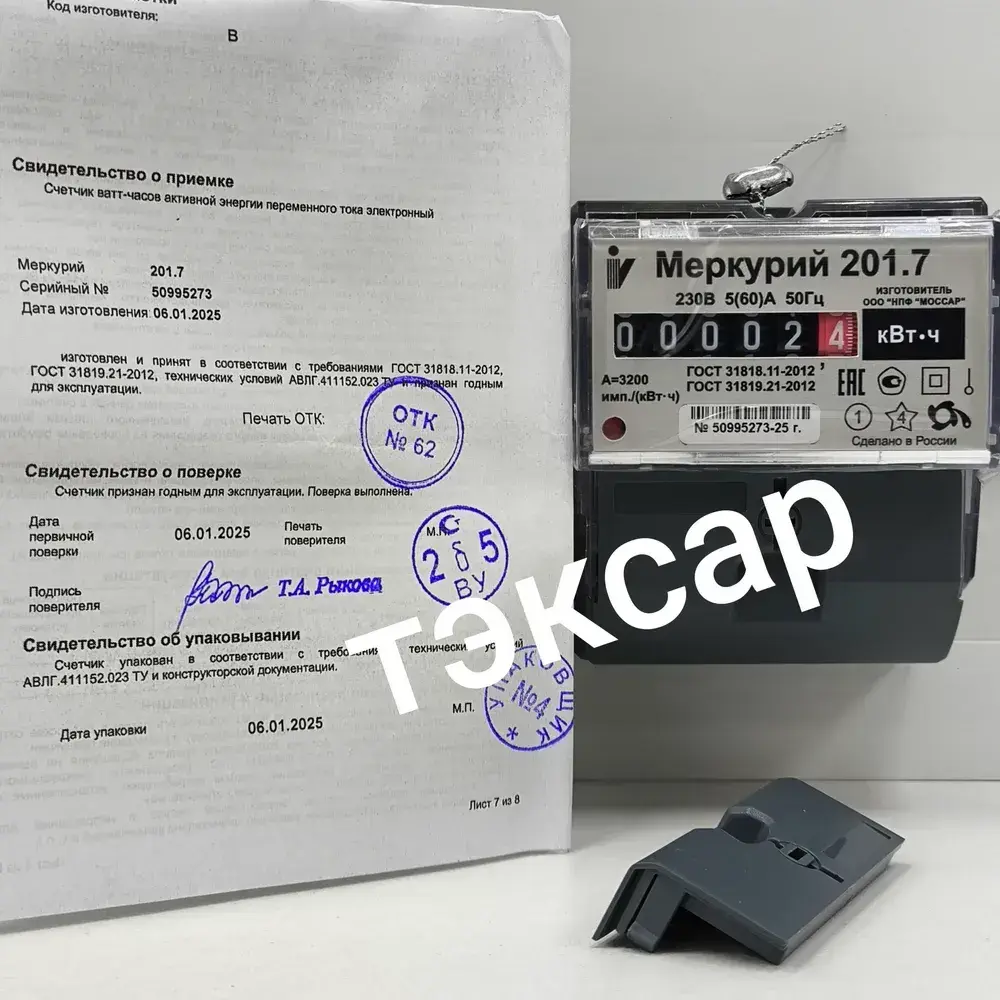 Код изготовителя:
В
Свидетельство о приемке
Счетчик ватт-часов активной энергии переменного тока электронный
Меркурий 201.7
Серийный № 50995273
Дата изготовления: 06.01.2025
изготовлен и принят в соответствии с требованиями ГОСТ 31818.11-2012,
ГОСТ 31819.21-2012, технических условий АВЛГ.411152.023 ТУ и признан годным
для эксплуатации.
Печать ОТК:
ОТК
№ 62
Свидетельство о поверке
Счетчик признан годным для эксплуатации. Поверка выполнена.
Дата
первичной
поверки
06.01.2025
Печать
поверителя
М.П.
2 б 5
ВУ
Подпись
поверителя
Т.А. Рыкова
Свидетельство об упаковывании
Счетчик упакован в соответствии с технических
АВЛГ.411152.023 ТУ и конструкторской документации.
М.П.
УПАКОВЩИК
№4
Дата упаковки 06.01.2025
Лист 7 из 8
Меркурий 201.7
230В 5(60)А 50Гц
ИЗГОТОВИТЕЛЬ
ООО "НПФ "МОССАР"
000024
кВт•ч
А=3200
имп./(кВт·ч)
ГОСТ 31818.11-2012
ГОСТ 31819.21-2012
ЕАС
1 4
№ 50995273-25 г.
Сделано в России
тэксар